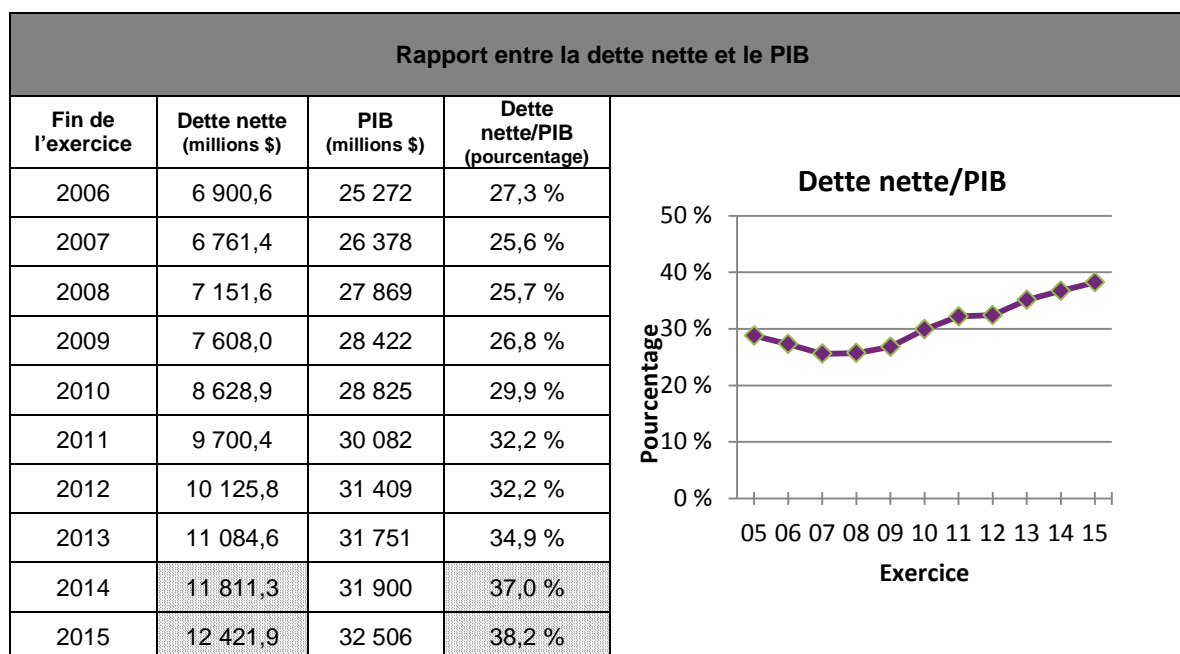 Rapport entre la dette nette et le PIB
Fin de l'exercice Dette nette (millions $) PIB (millions $) Dette nette/PIB (pourcentage)
2006 6 900,6 25 272 27,3 %
2007 6 761,4 26 378 25,6 %
2008 7 151,6 27 869 25,7 %
2009 7 608,0 28 422 26,8 %
2010 8 628,9 28 825 29,9 %
2011 9 700,4 30 082 32,2 %
2012 10 125,8 31 409 32,2 %
2013 11 084,6 31 751 34,9 %
2014 11 811,3 31 900 37,0 %
2015 12 421,9 32 506 38,2 %
Dette nette/PIB
50 %
40 %
30 %
20 %
10 %
0 %
Pourcentage
05 06 07 08 09 10 11 12 13 14 15
Exercice